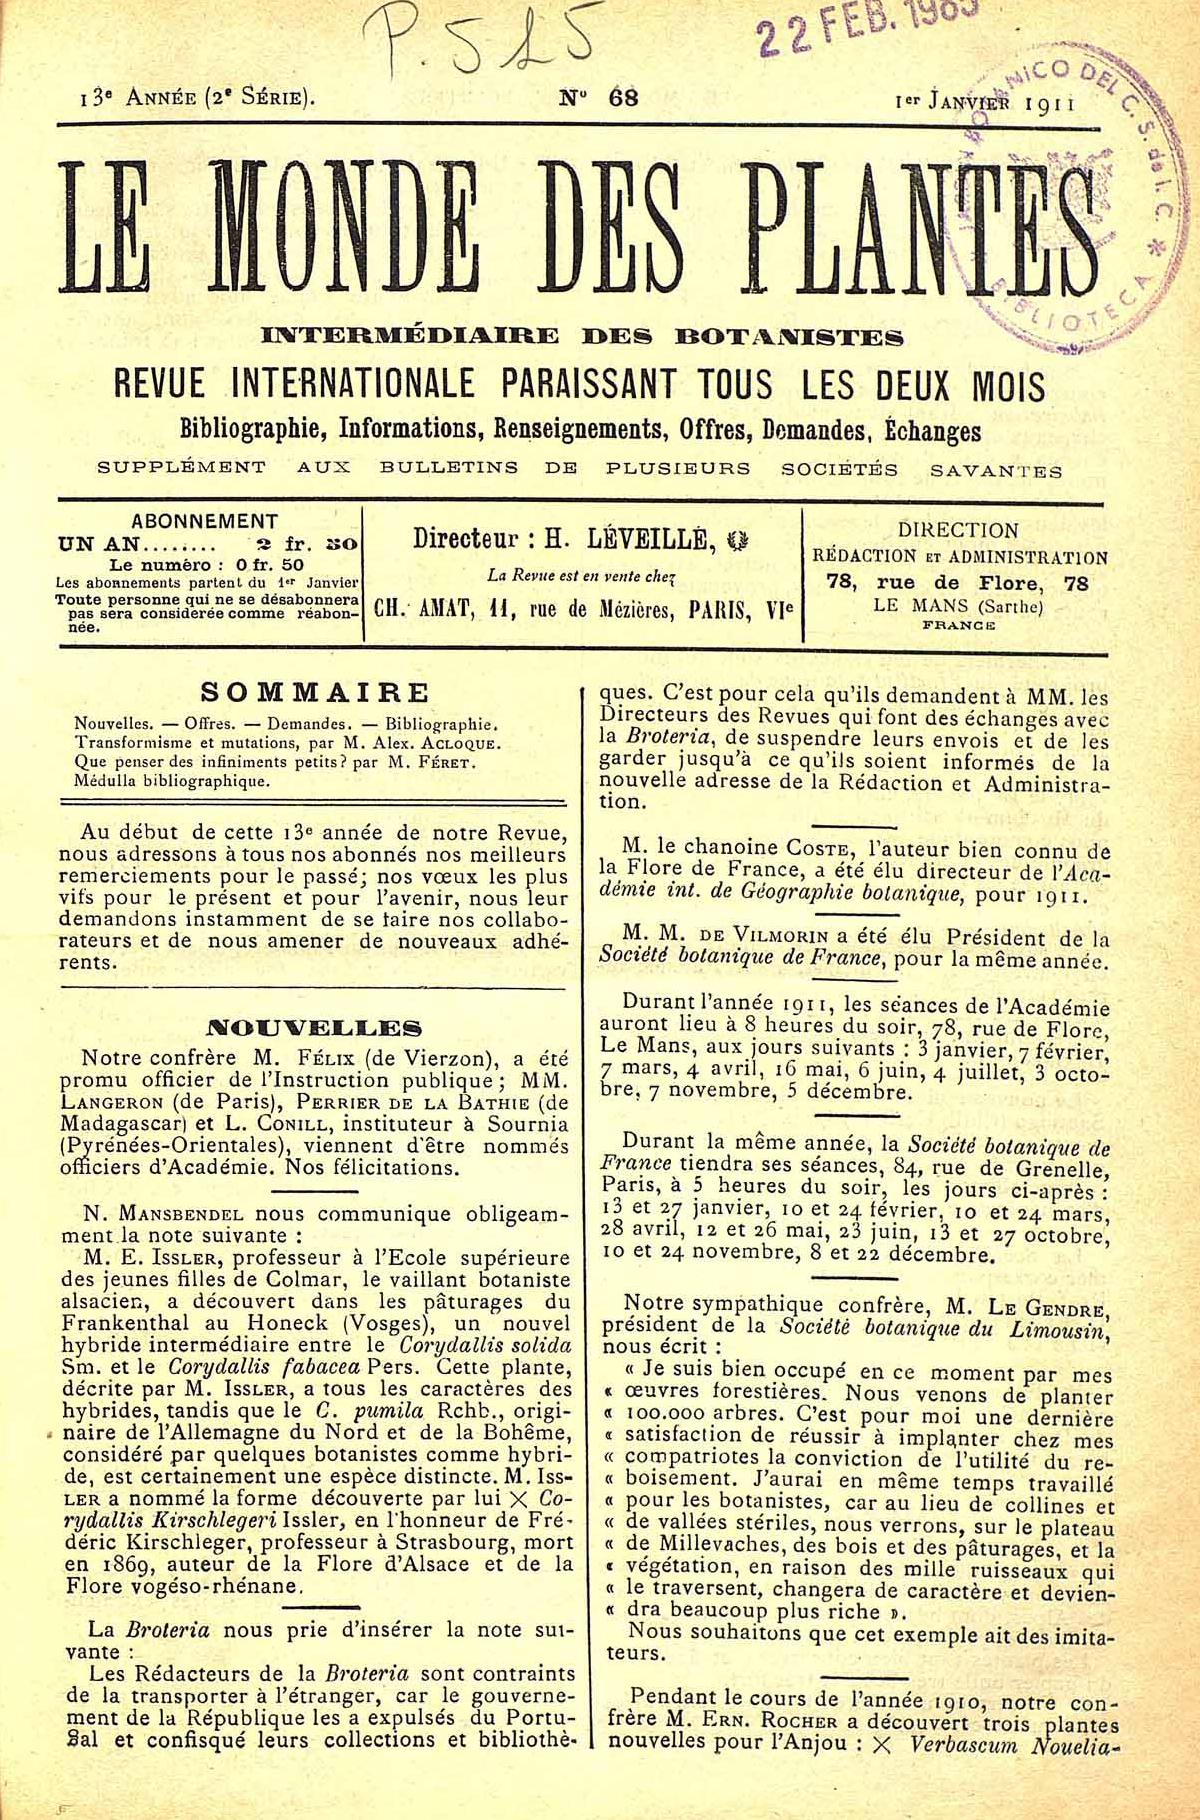 P. 515
22 FEB. 1985
JARDIN BOTANICO DEL C. S. de I. C. * BIBLIOTECA *
13e ANNÉE (2e SÉRIE). No 68 1er JANVIER 1911
LE MONDE DES PLANTES
INTERMÉDIAIRE DES BOTANISTES
REVUE INTERNATIONALE PARAISSANT TOUS LES DEUX MOIS
Bibliographie, Informations, Renseignements, Offres, Demandes, Échanges
SUPPLÉMENT AUX BULLETINS DE PLUSIEURS SOCIÉTÉS SAVANTES
ABONNEMENT
UN AN........ 2 fr. 50
Le numéro : 0 fr. 50
Les abonnements partent du 1er Janvier
Toute personne qui ne se désabonnera
pas sera considérée comme réabon-
née.
Directeur : H. LÉVEILLÉ,
La Revue est en vente chez
CH. AMAT, 11, rue de Mézières, PARIS, VIe
DIRECTION
RÉDACTION ET ADMINISTRATION
78, rue de Flore, 78
LE MANS (Sarthe)
FRANCE
SOMMAIRE
Nouvelles. — Offres. — Demandes. — Bibliographie.
Transformisme et mutations, par M. Alex. ACLOQUE.
Que penser des infiniments petits? par M. FÉRET.
Médulla bibliographique.
Au début de cette 13e année de notre Revue,
nous adressons à tous nos abonnés nos meilleurs
remerciements pour le passé; nos vœux les plus
vifs pour le présent et pour l'avenir, nous leur
demandons instamment de se faire nos collabo-
rateurs et de nous amener de nouveaux adhé-
rents.
NOUVELLES
Notre confrère M. FÉLIX (de Vierzon), a été
promu officier de l'Instruction publique; MM.
LANGERON (de Paris), PERRIER DE LA BATHIE (de
Madagascar) et L. CONILL, instituteur à Sournia
(Pyrénées-Orientales), viennent d'être nommés
officiers d'Académie. Nos félicitations.
N. MANSBENDEL nous communique obligeam-
ment la note suivante :
M. E. ISSLER, professeur à l'Ecole supérieure
des jeunes filles de Colmar, le vaillant botaniste
alsacien, a découvert dans les pâturages du
Frankenthal au Honeck (Vosges), un nouvel
hybride intermédiaire entre le Corydallis solida
Sm. et le Corydallis fabacea Pers. Cette plante,
décrite par M. ISSLER, a tous les caractères des
hybrides, tandis que le C. pumila Rchb., origi-
naire de l'Allemagne du Nord et de la Bohême,
considéré par quelques botanistes comme hybri-
de, est certainement une espèce distincte. M. ISS-
LER a nommé la forme découverte par lui × Co-
rydallis Kirschlegeri Issler, en l'honneur de Fré-
déric Kirschleger, professeur à Strasbourg, mort
en 1869, auteur de la Flore d'Alsace et de la
Flore vogéso-rhénane.
La Broteria nous prie d'insérer la note sui-
vante :
Les Rédacteurs de la Broteria sont contraints
de la transporter à l'étranger, car le gouverne-
ment de la République les a expulsés du Portu-
gal et confisqué leurs collections et bibliothè-
ques. C'est pour cela qu'ils demandent à MM. les
Directeurs des Revues qui font des échanges avec
la Broteria, de suspendre leurs envois et de les
garder jusqu'à ce qu'ils soient informés de la
nouvelle adresse de la Rédaction et Administra-
tion.
M. le chanoine COSTE, l'auteur bien connu de
la Flore de France, a été élu directeur de l'Aca-
démie int. de Géographie botanique, pour 1911.
M. M. DE VILMORIN a été élu Président de la
Société botanique de France, pour la même année.
Durant l'année 1911, les séances de l'Académie
auront lieu à 8 heures du soir, 78, rue de Flore,
Le Mans, aux jours suivants : 3 janvier, 7 février,
7 mars, 4 avril, 16 mai, 6 juin, 4 juillet, 3 octo-
bre, 7 novembre, 5 décembre.
Durant la même année, la Société botanique de
France tiendra ses séances, 84, rue de Grenelle,
Paris, à 5 heures du soir, les jours ci-après :
13 et 27 janvier, 10 et 24 février, 10 et 24 mars,
28 avril, 12 et 26 mai, 23 juin, 13 et 27 octobre,
10 et 24 novembre, 8 et 22 décembre.
Notre sympathique confrère, M. LE GENDRE,
président de la Société botanique du Limousin,
nous écrit :
« Je suis bien occupé en ce moment par mes
« œuvres forestières. Nous venons de planter
« 100.000 arbres. C'est pour moi une dernière
« satisfaction de réussir à implanter chez mes
« compatriotes la conviction de l'utilité du re-
« boisement. J'aurai en même temps travaillé
« pour les botanistes, car au lieu de collines et
« de vallées stériles, nous verrons, sur le plateau
« de Millevaches, des bois et des pâturages, et la
« végétation, en raison des mille ruisseaux qui
« le traversent, changera de caractère et devien-
« dra beaucoup plus riche ».
Nous souhaitons que cet exemple ait des imita-
teurs.
Pendant le cours de l'année 1910, notre con-
frère M. ERN. ROCHER a découvert trois plantes
nouvelles pour l'Anjou : × Verbascum Nouelia-